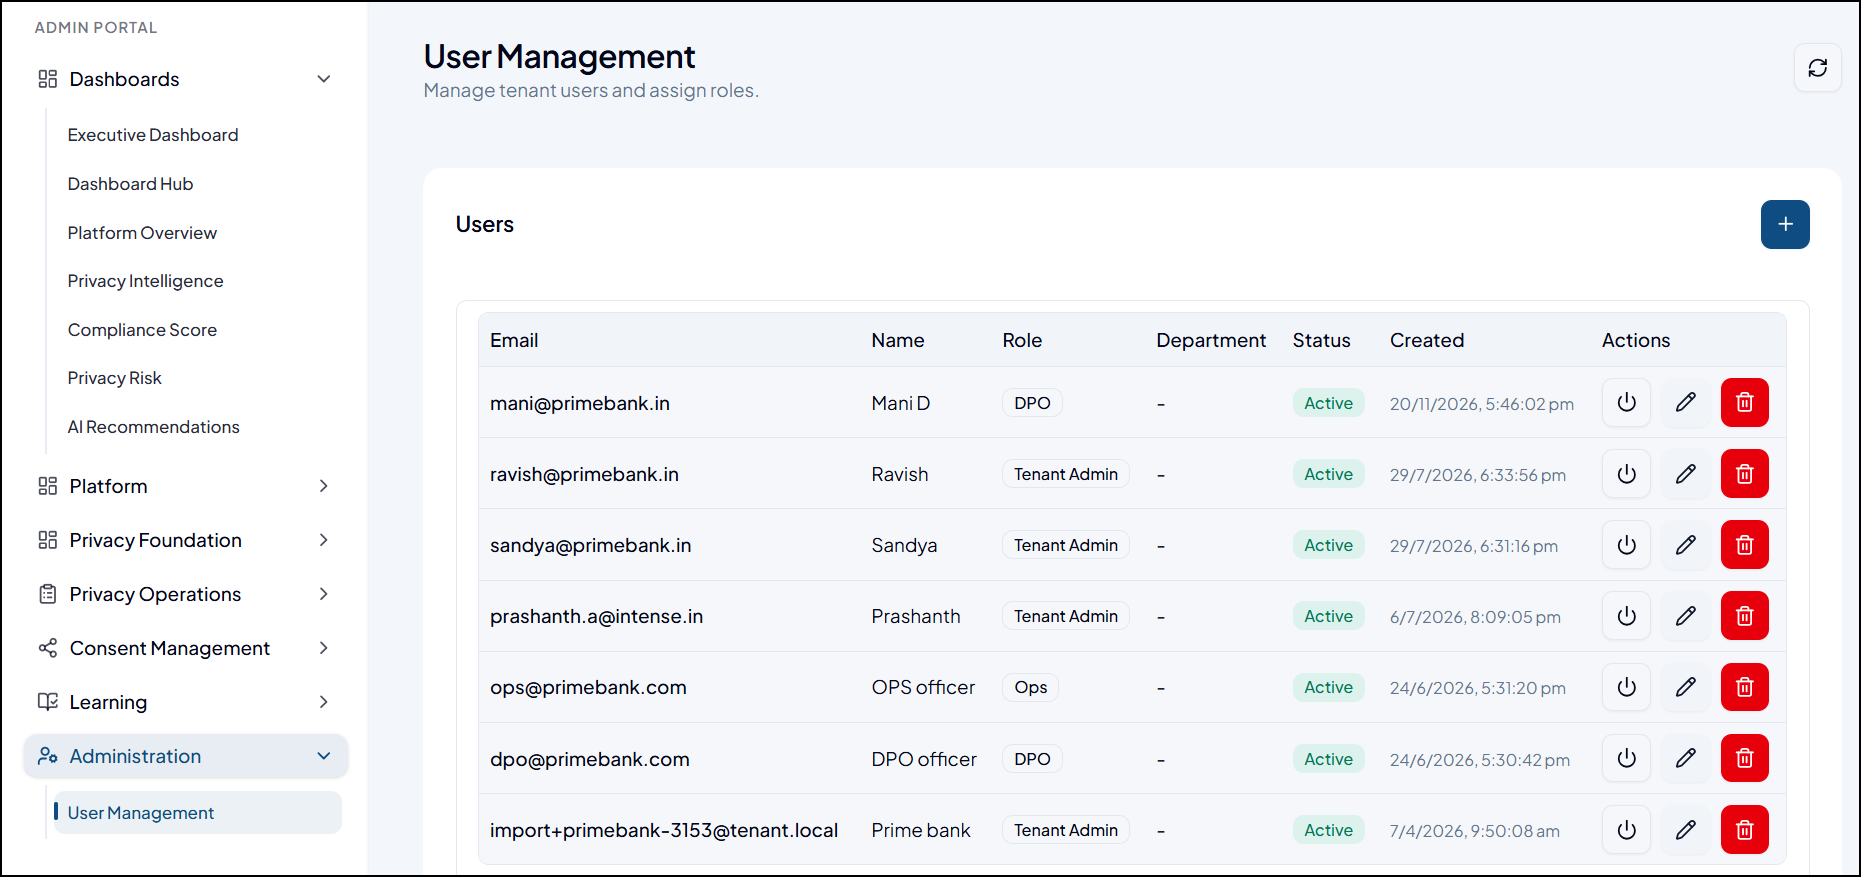 ADMIN PORTAL
Dashboards
Executive Dashboard
Dashboard Hub
Platform Overview
Privacy Intelligence
Compliance Score
Privacy Risk
AI Recommendations
Platform
Privacy Foundation
Privacy Operations
Consent Management
Learning
Administration
User Management
User Management
Manage tenant users and assign roles.
Users
Email Name Role Department Status Created Actions
mani@primebank.in Mani D DPO - Active 20/11/2026, 5:46:02 pm
ravish@primebank.in Ravish Tenant Admin - Active 29/7/2026, 6:33:56 pm
sandya@primebank.in Sandya Tenant Admin - Active 29/7/2026, 6:31:16 pm
prashanth.a@intense.in Prashanth Tenant Admin - Active 6/7/2026, 8:09:05 pm
ops@primebank.com OPS officer Ops - Active 24/6/2026, 5:31:20 pm
dpo@primebank.com DPO officer DPO - Active 24/6/2026, 5:30:42 pm
import+primebank-3153@tenant.local Prime bank Tenant Admin - Active 7/4/2026, 9:50:08 am